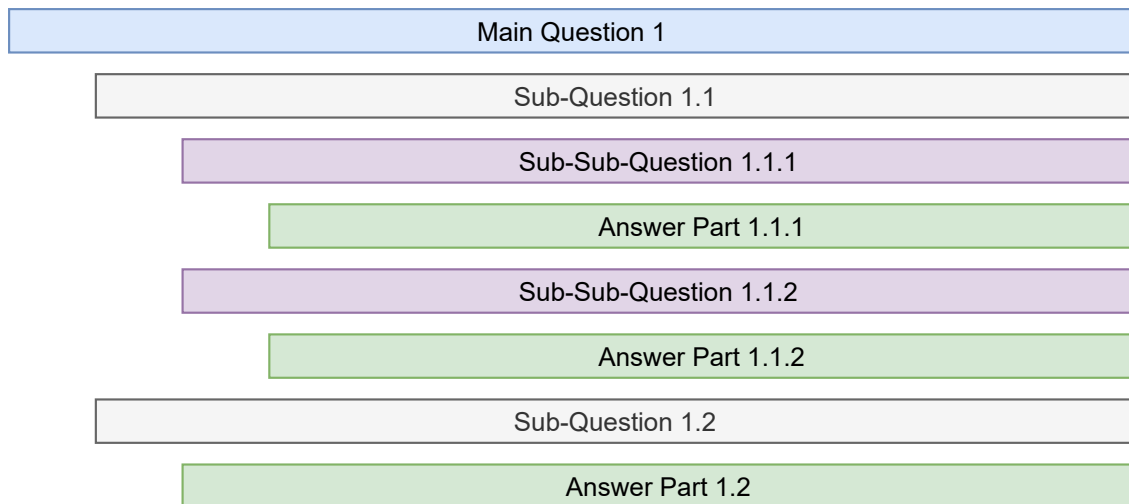 Main Question 1
Sub-Question 1.1
Sub-Sub-Question 1.1.1
Answer Part 1.1.1
Sub-Sub-Question 1.1.2
Answer Part 1.1.2
Sub-Question 1.2
Answer Part 1.2